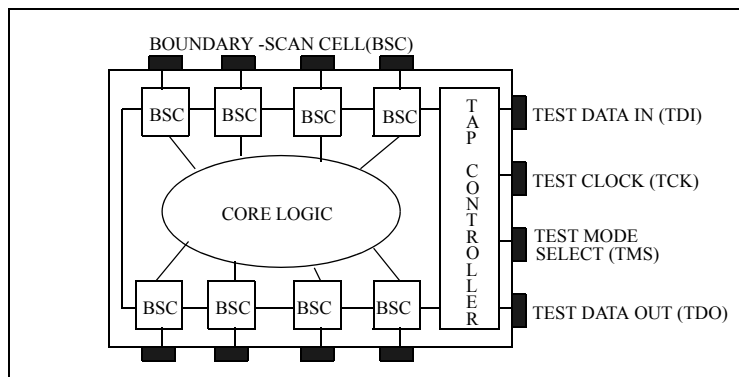 BOUNDARY -SCAN CELL(BSC)
BSC BSC BSC BSC
TAP CONTROLLER
TEST DATA IN (TDI)
TEST CLOCK (TCK)
CORE LOGIC
TEST MODE
SELECT (TMS)
BSC BSC BSC BSC
TEST DATA OUT (TDO)